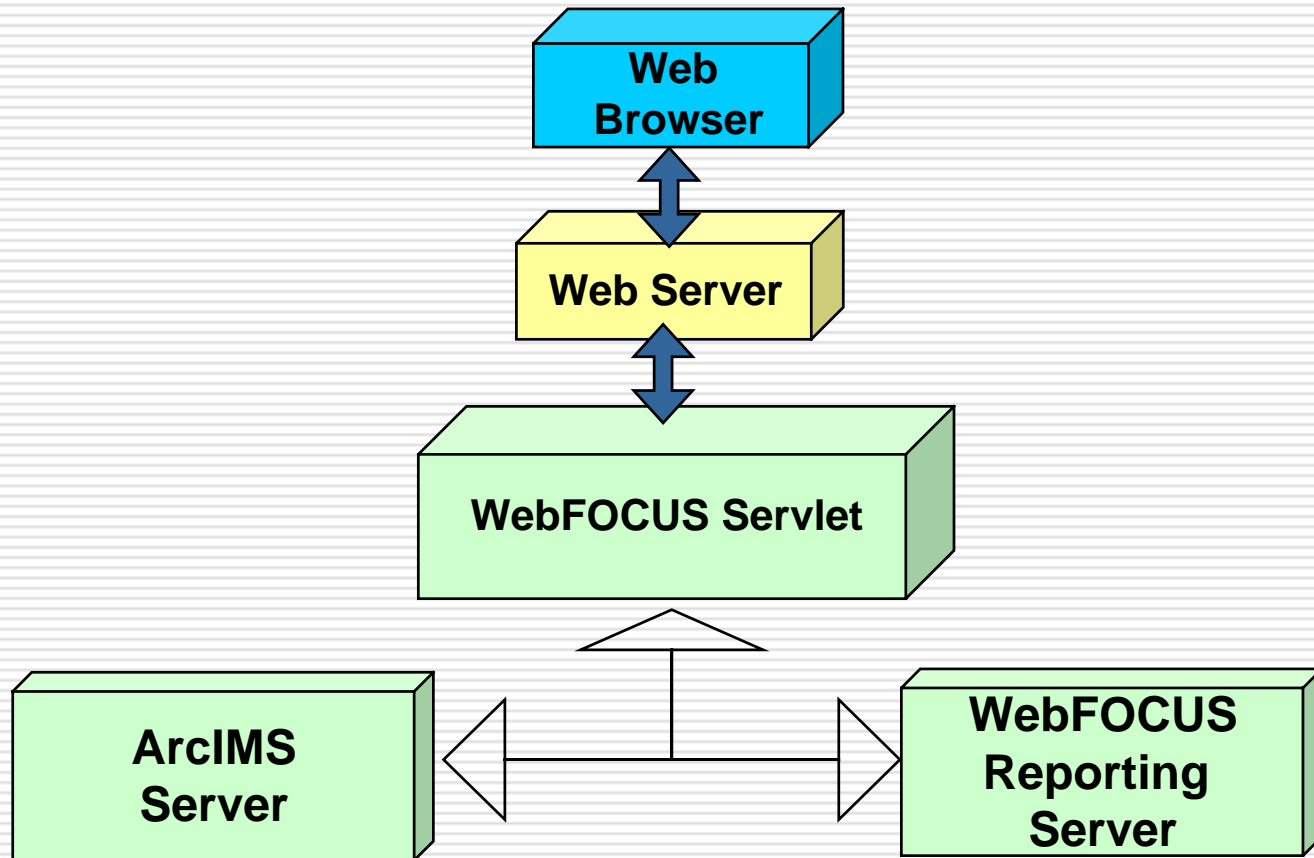 Web
Browser
Web Server
WebFOCUS Servlet
ArcIMS
Server
WebFOCUS
Reporting
Server